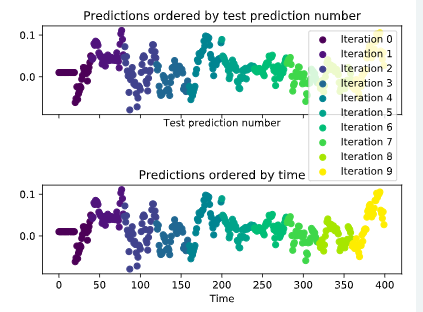 Predictions ordered by test prediction number
0.1
0.0
Test prediction number
Iteration 0
Iteration 1
Iteration 2
Iteration 3
Iteration 4
Iteration 5
Iteration 6
Iteration 7
Iteration 8
Iteration 9
Predictions ordered by time
0.1
0.0
0 50 100 150 200 250 300 350 400
Time